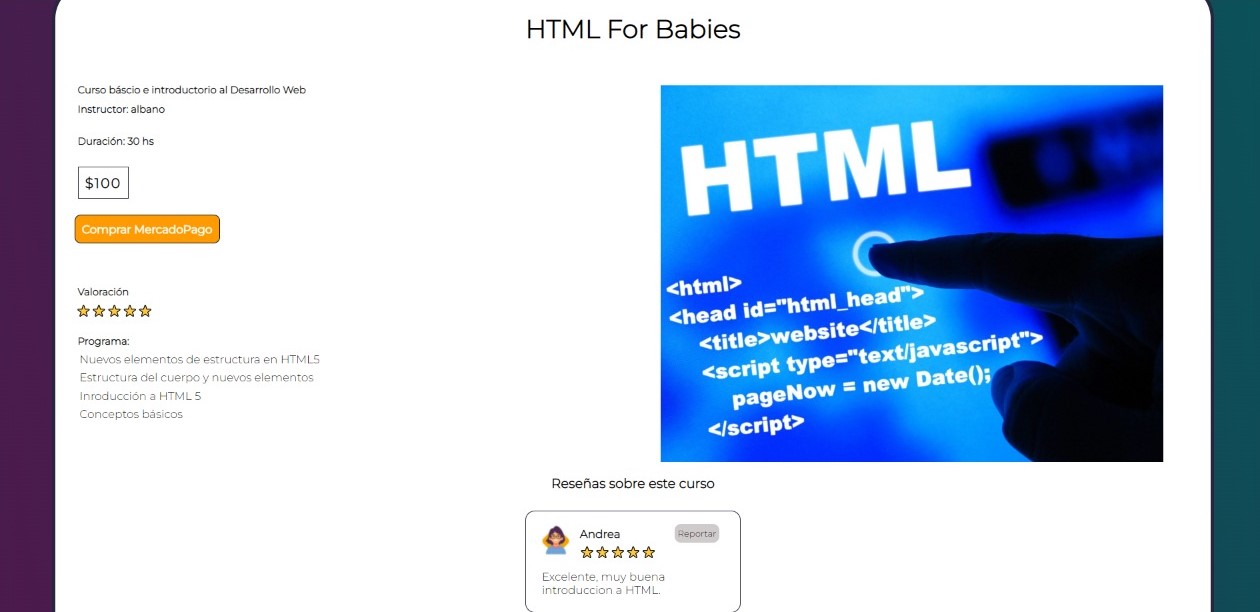 HTML For Babies
Curso báscio e introductorio al Desarrollo Web
Instructor: albano
Duración: 30 hs
$100
Comprar MercadoPago
Valoración
Programa:
Nuevos elementos de estructura en HTML5
Estructura del cuerpo y nuevos elementos
Inroducción a HTML 5
Conceptos básicos
HTML
<html>
<head id="html_head">
<title>website</title>
<script type="text/javascript">
pageNow = new Date();
</script>
Reseñas sobre este curso
Andrea
Reportar
Excelente, muy buena
introduccion a HTML.